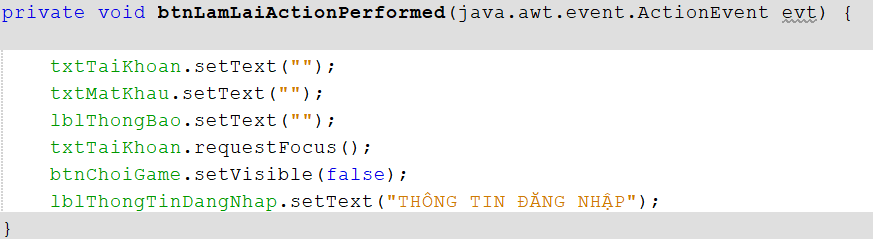 private void btnLamLaiActionPerformed(java.awt.event.ActionEvent evt) {
txtTaiKhoan.setText("");
txtMatKhau.setText("");
lblThongBao.setText("");
txtTaiKhoan.requestFocus();
btnChoiGame.setVisible(false);
lblThongTinDangNhap.setText("THÔNG TIN ĐĂNG NHẬP");
}